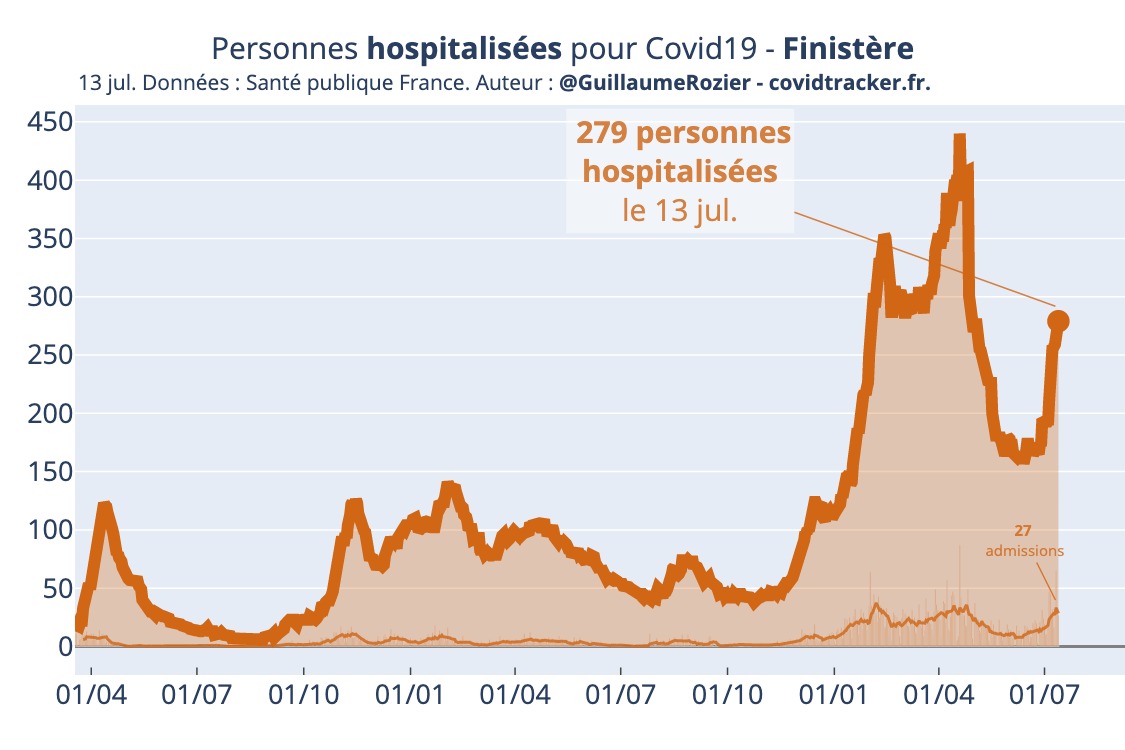 Personnes hospitalisées pour Covid19 - Finistère
13 jul. Données : Santé publique France. Auteur : @GuillaumeRozier - covidtracker.fr.
450
279 personnes
hospitalisées
le 13 jul.
400
350
300
250
200
150
100
27
admissions
50
0
01/04 01/07 01/10 01/01 01/04 01/07 01/10 01/01 01/04 01/07